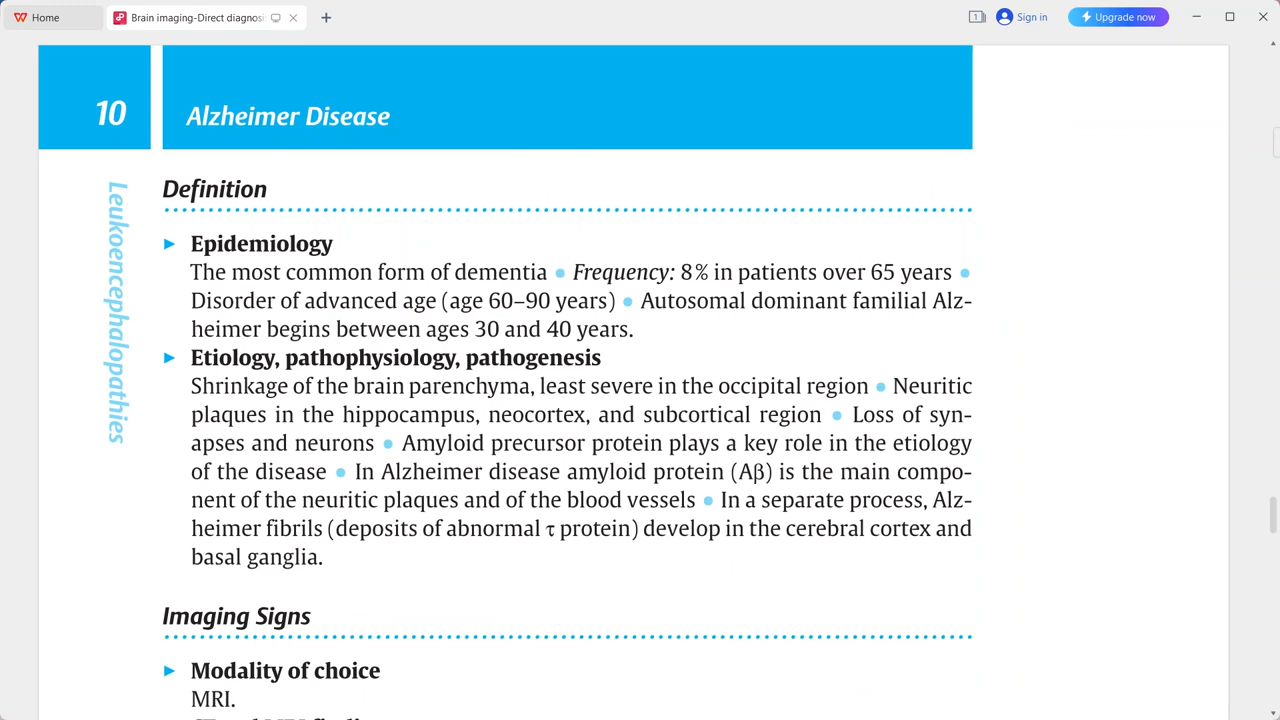 Home
Brain imaging-Direct diagnosi
1
Sign in
Upgrade now
10
Alzheimer Disease
Leukoencephalopathies
Definition
► Epidemiology
The most common form of dementia ● Frequency: 8% in patients over 65 years ●
Disorder of advanced age (age 60–90 years) ● Autosomal dominant familial Alz-
heimer begins between ages 30 and 40 years.
► Etiology, pathophysiology, pathogenesis
Shrinkage of the brain parenchyma, least severe in the occipital region ● Neuritic
plaques in the hippocampus, neocortex, and subcortical region ● Loss of syn-
apses and neurons ● Amyloid precursor protein plays a key role in the etiology
of the disease ● In Alzheimer disease amyloid protein (Aβ) is the main compo-
nent of the neuritic plaques and of the blood vessels ● In a separate process, Alz-
heimer fibrils (deposits of abnormal τ protein) develop in the cerebral cortex and
basal ganglia.
Imaging Signs
► Modality of choice
MRI.